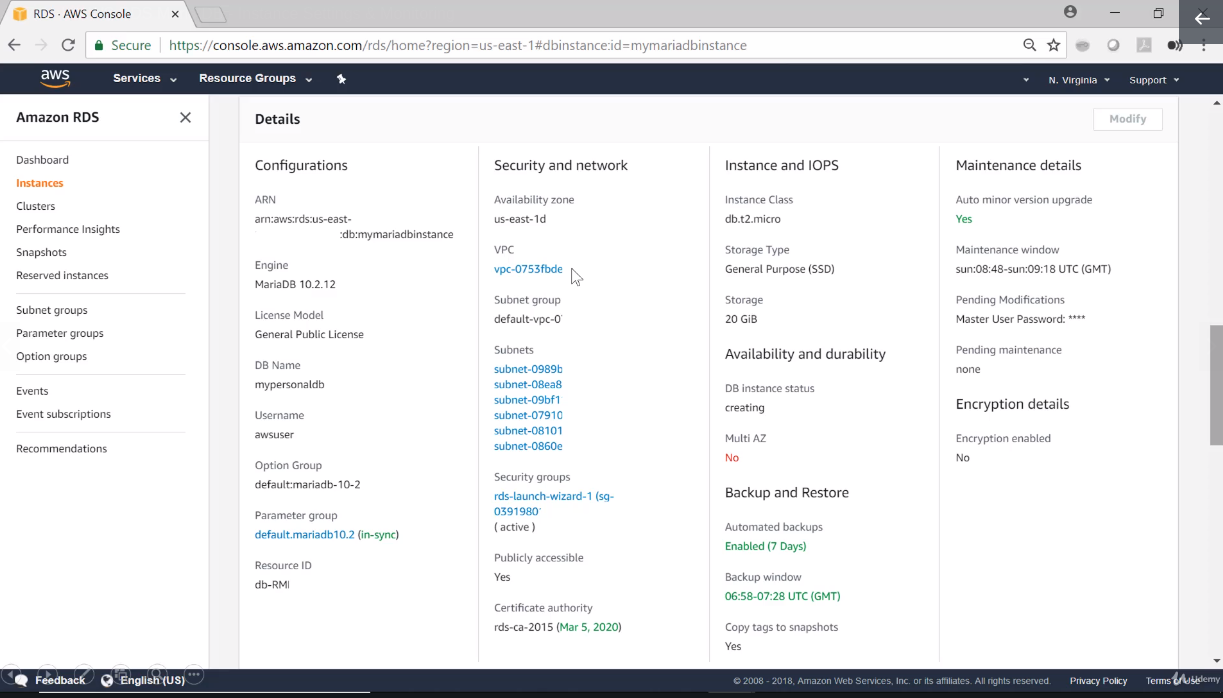 RDS · AWS Console
Secure
https://console.aws.amazon.com/rds/home?region=us-east-1#dbinstance:id=mymariadbinstance
aws
Services
Resource Groups
N. Virginia
Support
Amazon RDS
Dashboard
Instances
Clusters
Performance Insights
Snapshots
Reserved instances
Subnet groups
Parameter groups
Option groups
Events
Event subscriptions
Recommendations
Details
Modify
Configurations
ARN
arn:aws:rds:us-east-
:db:mymariadbinstance
Engine
MariaDB 10.2.12
License Model
General Public License
DB Name
mypersonaldb
Username
awsuser
Option Group
default:mariadb-10-2
Parameter group
default.mariadb10.2 (in-sync)
Resource ID
db-RMI
Security and network
Availability zone
us-east-1d
VPC
vpc-0753fbde
Subnet group
default-vpc-0
Subnets
subnet-0989b
subnet-08ea8
subnet-09bf1
subnet-07910
subnet-08101
subnet-0860e
Security groups
rds-launch-wizard-1 (sg-
0391980
( active )
Publicly accessible
Yes
Certificate authority
rds-ca-2015 (Mar 5, 2020)
Instance and IOPS
Instance Class
db.t2.micro
Storage Type
General Purpose (SSD)
Storage
20 GiB
Availability and durability
DB instance status
creating
Multi AZ
No
Backup and Restore
Automated backups
Enabled (7 Days)
Backup window
06:58-07:28 UTC (GMT)
Copy tags to snapshots
Yes
Maintenance details
Auto minor version upgrade
Yes
Maintenance window
sun:08:48-sun:09:18 UTC (GMT)
Pending Modifications
Master User Password: ****
Pending maintenance
none
Encryption details
Encryption enabled
No
Feedback
English (US)
© 2008 - 2018, Amazon Web Services, Inc. or its affiliates. All rights reserved.
Privacy Policy
Terms of Use
Udemy